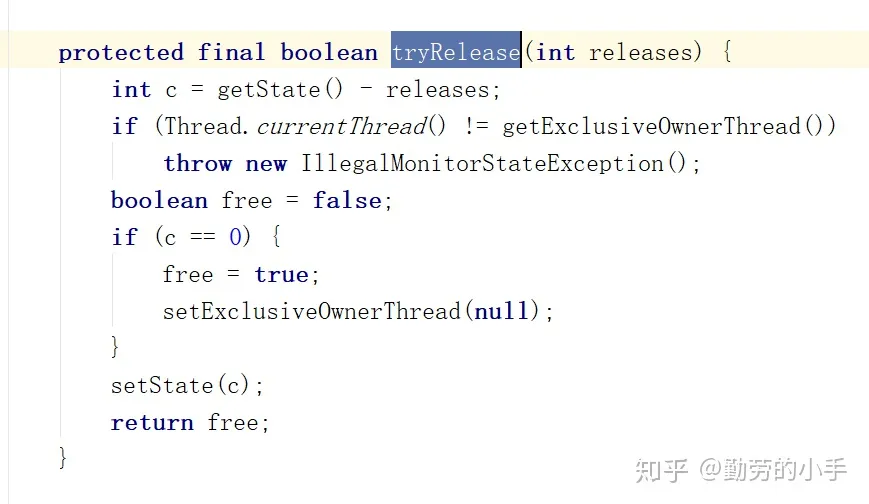 protected final boolean tryRelease(int releases) {
    int c = getState() - releases;
    if (Thread.currentThread() != getExclusiveOwnerThread())
        throw new IllegalMonitorStateException();
    boolean free = false;
    if (c == 0) {
        free = true;
        setExclusiveOwnerThread(null);
    }
    setState(c);
    return free;
}
知乎 @勤劳的小手